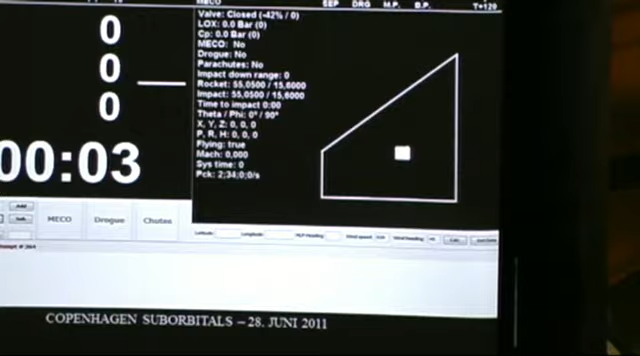 MECO SEP DRG M.P. B.P. T+120
Valve: Closed (-42% / 0)
LOX: 0.0 Bar (0)
Cp: 0.0 Bar (0)
MECO: No
Drogue: No
Parachutes: No
Impact down range: 0
Rocket: 55,0500 / 15,6000
Impact: 55,0500 / 15,6000
Time to impact 0:00
Theta / Phi: 0° / 90°
X, Y, Z: 0, 0, 0
P, R, H: 0, 0, 0
Flying: true
Mach: 0,000
Sys time: 0
Pck: 2;34;0;0/s
0
0
0
00:03
Add
MECO Drogue Chutes
COPENHAGEN SUBORBITALS – 28. JUNI 2011